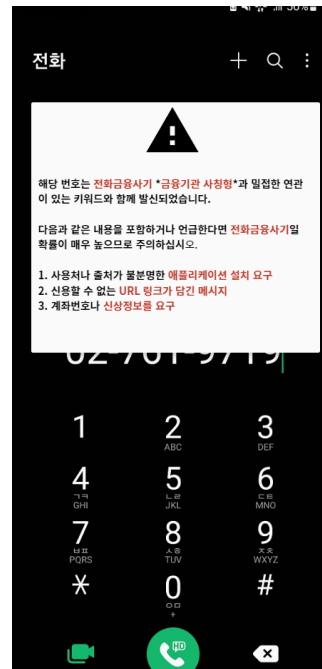 전화
해당 번호는 전화금융사기 *금융기관 사칭형*과 밀접한 연관
이 있는 키워드와 함께 발신되었습니다.
다음과 같은 내용을 포함하거나 언급한다면 전화금융사기일
확률이 매우 높으므로 주의하십시오.
1. 사용처나 출처가 불분명한 애플리케이션 설치 요구
2. 신용할 수 없는 URL 링크가 담긴 메시지
3. 계좌번호나 신상정보를 요구
1 2 3
ABC DEF
4 5 6
ㄱㅋ ㄴㄹ ㄷㅌ
GHI JKL MNO
7 8 9
ㅂㅍ ㅅㅎ ㅈㅊ
PQRS TUV WXYZ
* 0 #
ㅇㅁ
+